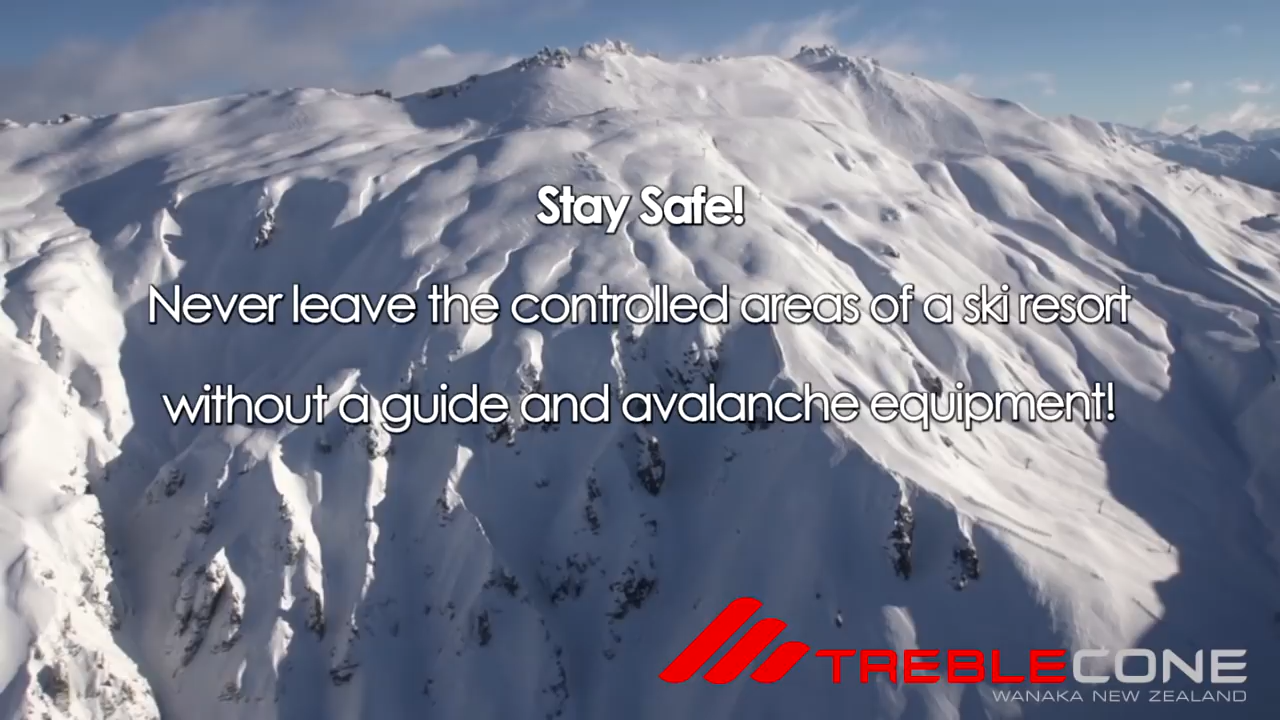 Stay Safe!
Never leave the controlled areas of a ski resort
without a guide and avalanche equipment!
TREBLECONE
WANAKA NEW ZEALAND